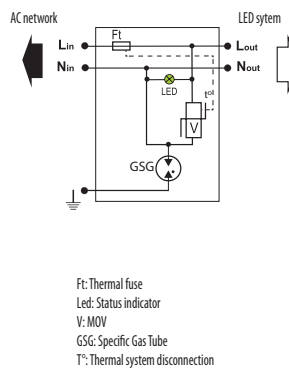 AC network
LED sytem
Ft
Lin
Lout
Nin
Nout
LED
t°
V
GSG
Ft: Thermal fuse
Led: Status indicator
V: MOV
GSG: Specific Gas Tube
T°: Thermal system disconnection